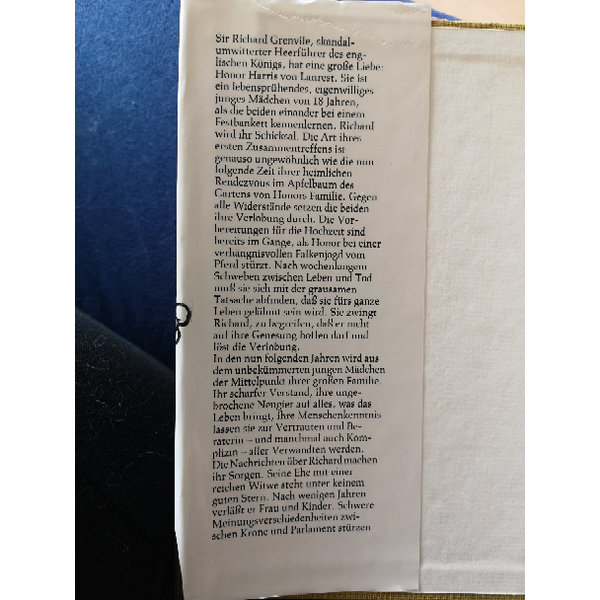 Sir Richard Grenvile, skandal-
umwitterter Heerführer des eng-
lischen Königs, hat eine große Liebe:
Honor Harris von Lanrest. Sie ist
ein lebensprühendes, eigenwilliges
junges Mädchen von 18 Jahren,
als die beiden einander bei einem
Festbankett kennenlernen. Richard
wird ihr Schicksal. Die Art ihres
ersten Zusammentreffens ist
genauso ungewöhnlich wie die nun
folgende Zeit ihrer heimlichen
Rendezvous im Apfelbaum des
Gartens von Honors Familie. Gegen
alle Widerstände setzen die beiden
ihre Verlobung durch. Die Vor-
bereitungen für die Hochzeit sind
bereits im Gange, als Honor bei einer
verhängnisvollen Falkenjagd vom
Pferd stürzt. Nach wochenlangem
Schweben zwischen Leben und Tod
muß sie sich mit der grausamen
Tatsache abfinden, daß sie fürs ganze
Leben gelähmt sein wird. Sie zwingt
Richard, zu begreifen, daß er nicht
auf ihre Genesung hoffen darf und
löst die Verlobung.
In den nun folgenden Jahren wird aus
dem unbekümmerten jungen Mädchen
der Mittelpunkt ihrer großen Familie.
Ihr scharfer Verstand, ihre unge-
brochene Neugier auf alles, was das
Leben bringt, ihre Menschenkenntnis
lassen sie zur Vertrauten und Be-
raterin – und manchmal auch Kom-
plizin – aller Verwandten werden.
Die Nachrichten über Richard machen
ihr Sorgen. Seine Ehe mit einer
reichen Witwe steht unter keinem
guten Stern. Nach wenigen Jahren
verläßt er Frau und Kinder. Schwere
Meinungsverschiedenheiten zwi-
schen Krone und Parlament stürzen